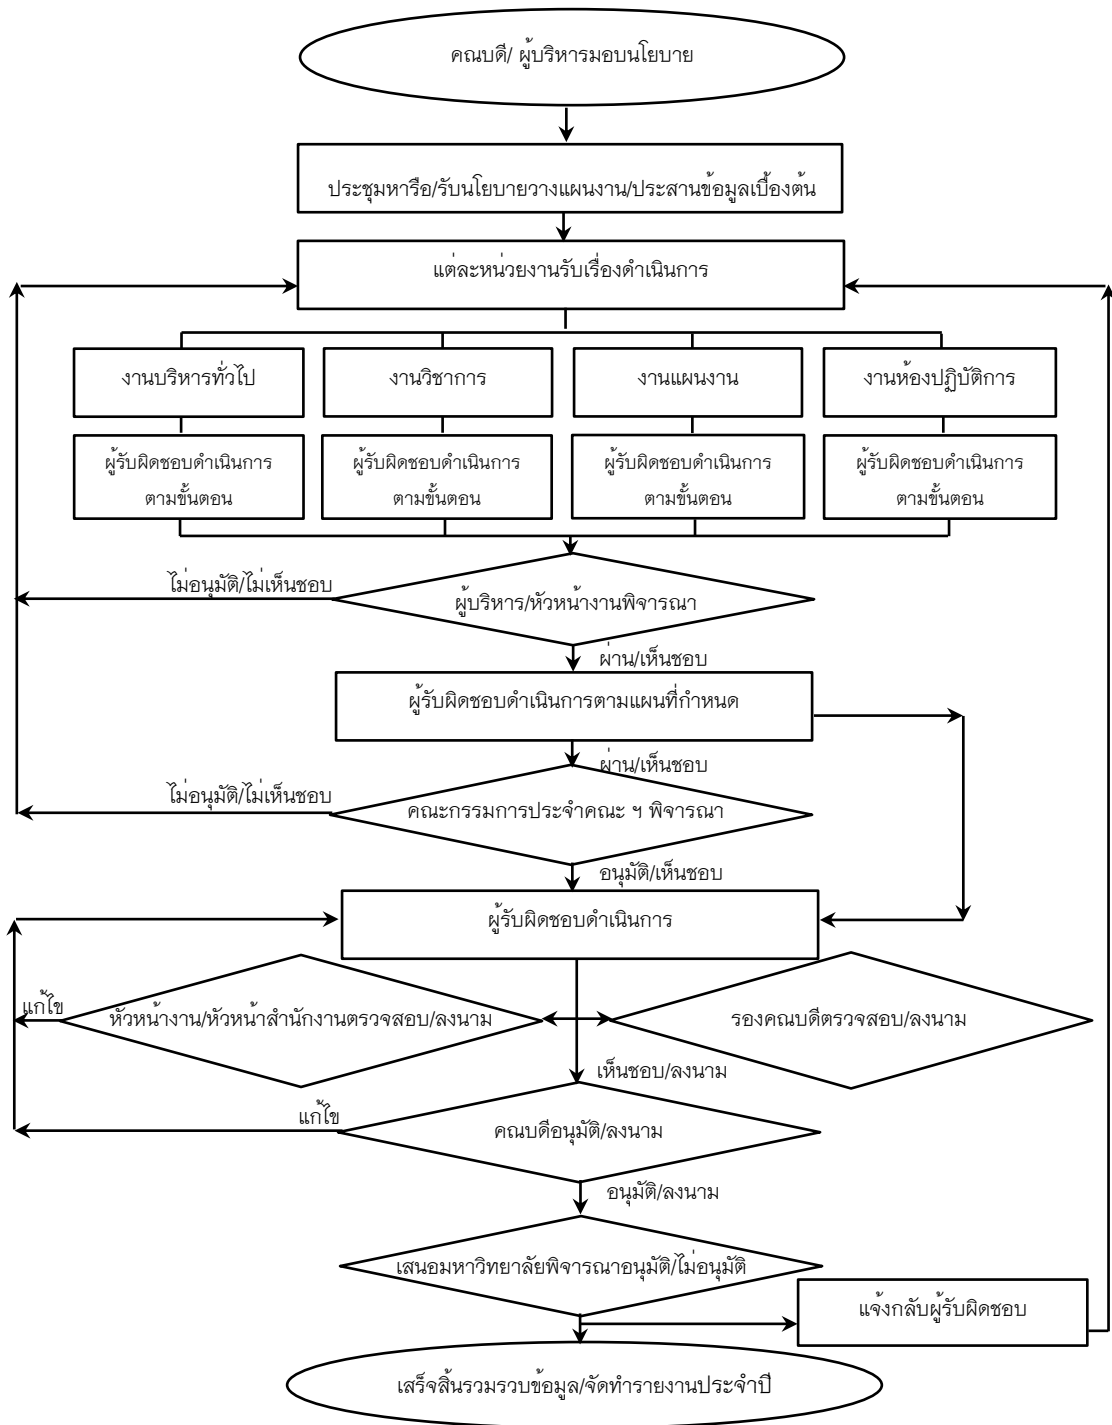 คณบดี/ ผู้บริหารมอบนโยบาย
ประชุมหารือ/รับนโยบายวางแผนงาน/ประสานข้อมูลเบื้องต้น
แต่ละหน่วยงานรับเรื่องดำเนินการ
งานบริหารทั่วไป
งานวิชาการ
งานแผนงาน
งานห้องปฏิบัติการ
ผู้รับผิดชอบดำเนินการ
ตามขั้นตอน
ผู้รับผิดชอบดำเนินการ
ตามขั้นตอน
ผู้รับผิดชอบดำเนินการ
ตามขั้นตอน
ผู้รับผิดชอบดำเนินการ
ตามขั้นตอน
ไม่อนุมัติ/ไม่เห็นชอบ
ผู้บริหาร/หัวหน้างานพิจารณา
ผ่าน/เห็นชอบ
ผู้รับผิดชอบดำเนินการตามแผนที่กำหนด
ผ่าน/เห็นชอบ
ไม่อนุมัติ/ไม่เห็นชอบ
คณะกรรมการประจำคณะ ฯ พิจารณา
อนุมัติ/เห็นชอบ
ผู้รับผิดชอบดำเนินการ
แก้ไข
หัวหน้างาน/หัวหน้าสำนักงานตรวจสอบ/ลงนาม
รองคณบดีตรวจสอบ/ลงนาม
เห็นชอบ/ลงนาม
แก้ไข
คณบดีอนุมัติ/ลงนาม
อนุมัติ/ลงนาม
เสนอมหาวิทยาลัยพิจารณาอนุมัติ/ไม่อนุมัติ
แจ้งกลับผู้รับผิดชอบ
เสร็จสิ้นรวมรวบข้อมูล/จัดทำรายงานประจำปี